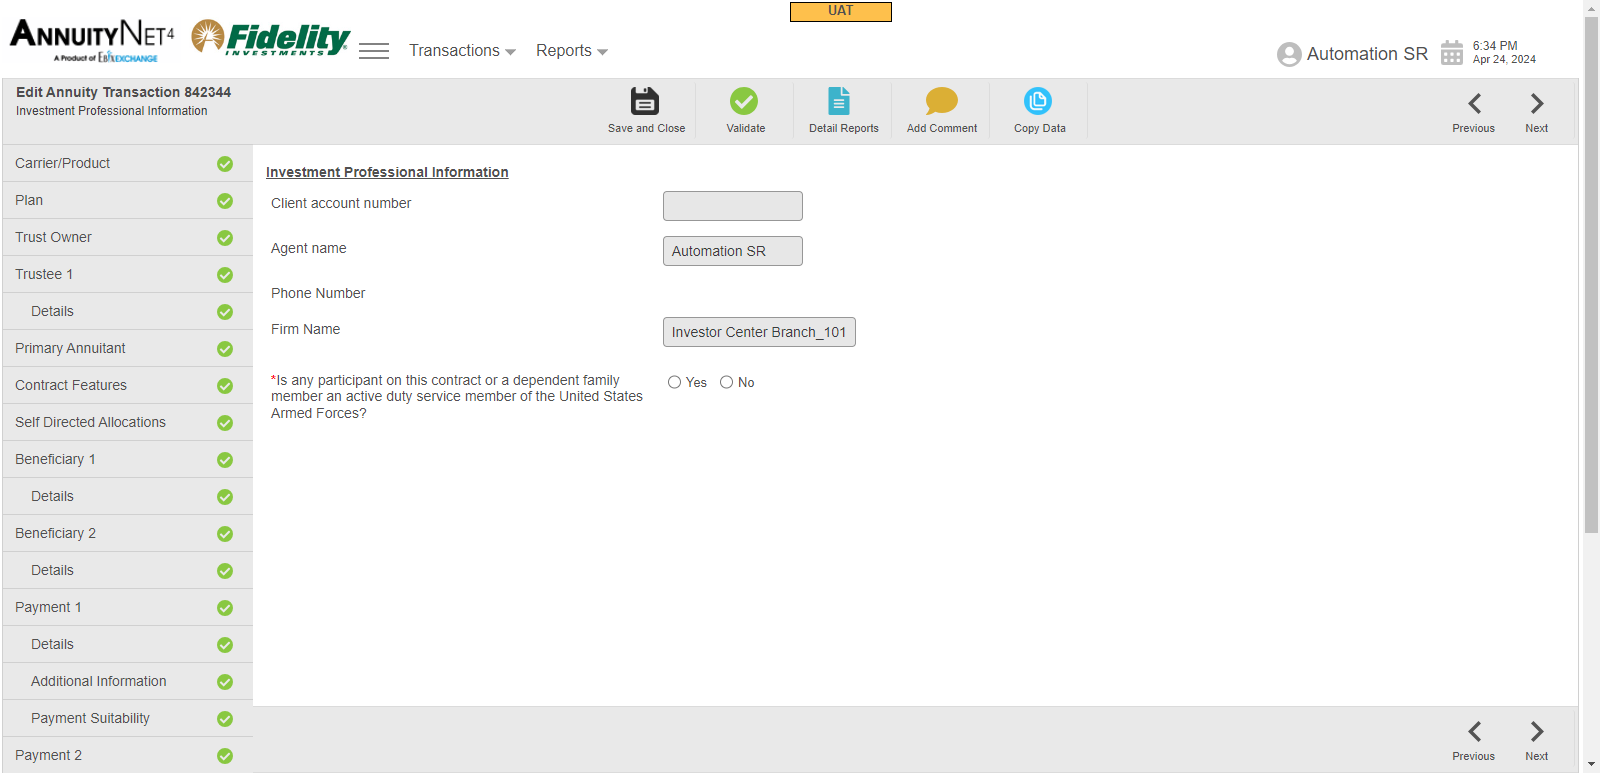 UAT
ANNUITYNET4
A Product of EbixEXCHANGE
Fidelity
INVESTMENTS
Transactions
Reports
Automation SR
6:34 PM
Apr 24, 2024
Edit Annuity Transaction 842344
Investment Professional Information
Save and Close
Validate
Detail Reports
Add Comment
Copy Data
Previous
Next
Carrier/Product
Plan
Trust Owner
Trustee 1
Details
Primary Annuitant
Contract Features
Self Directed Allocations
Beneficiary 1
Details
Beneficiary 2
Details
Payment 1
Details
Additional Information
Payment Suitability
Payment 2
Investment Professional Information
Client account number
Agent name
Automation SR
Phone Number
Firm Name
Investor Center Branch_101
*Is any participant on this contract or a dependent family
member an active duty service member of the United States
Armed Forces?
Yes
No
Previous
Next